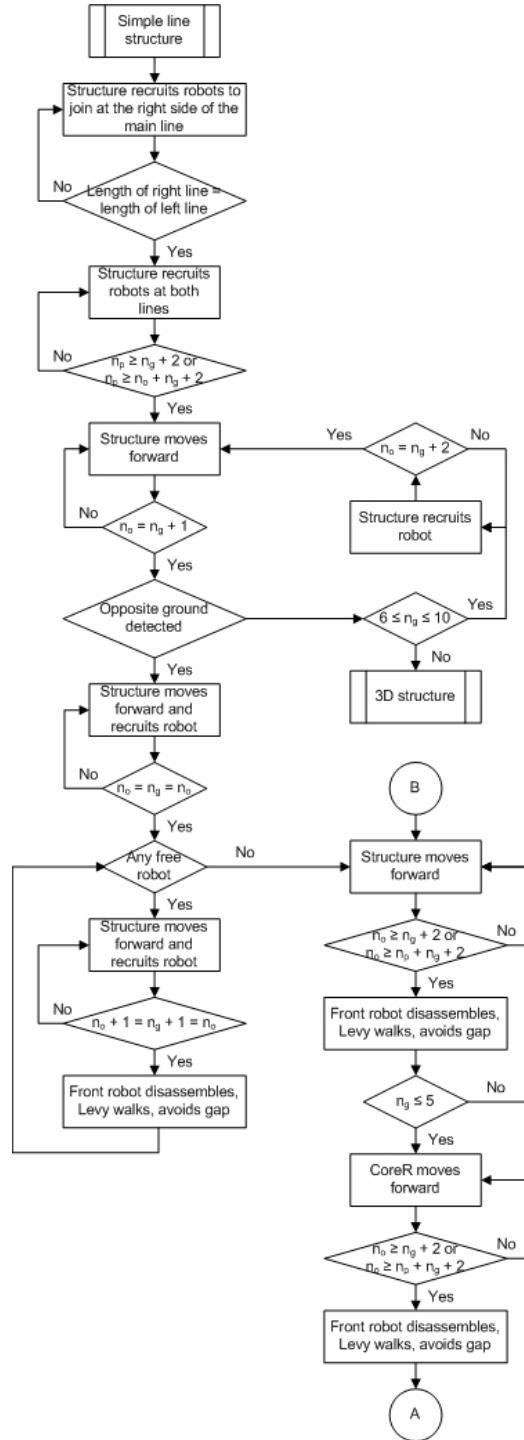 Simple line
structure
Structure recruits robots to
join at the right side of the
main line
No
Length of right line =
length of left line
Yes
Structure recruits
robots at both
lines
No
nₚ ≥ n_g + 2 or
nₚ ≥ nₒ + n_g + 2
Yes
Structure moves
forward
Yes
nₒ = n_g + 2
No
No
nₒ = n_g + 1
Structure recruits
robot
Yes
Opposite ground
detected
6 ≤ n_g ≤ 10
Yes
Yes
No
Structure moves
forward and
recruits robot
3D structure
No
nₒ = n_g = nₒ
B
Yes
Any free
robot
No
Structure moves
forward
Yes
Structure moves
forward and
recruits robot
nₒ ≥ n_g + 2 or
nₒ ≥ nₚ + n_g + 2
No
Yes
No
nₒ + 1 = n_g + 1 = nₒ
Front robot disassembles,
Levy walks, avoids gap
Yes
Front robot disassembles,
Levy walks, avoids gap
n_g ≤ 5
No
Yes
CoreR moves
forward
nₒ ≥ n_g + 2 or
nₒ ≥ nₚ + n_g + 2
No
Yes
Front robot disassembles,
Levy walks, avoids gap
A